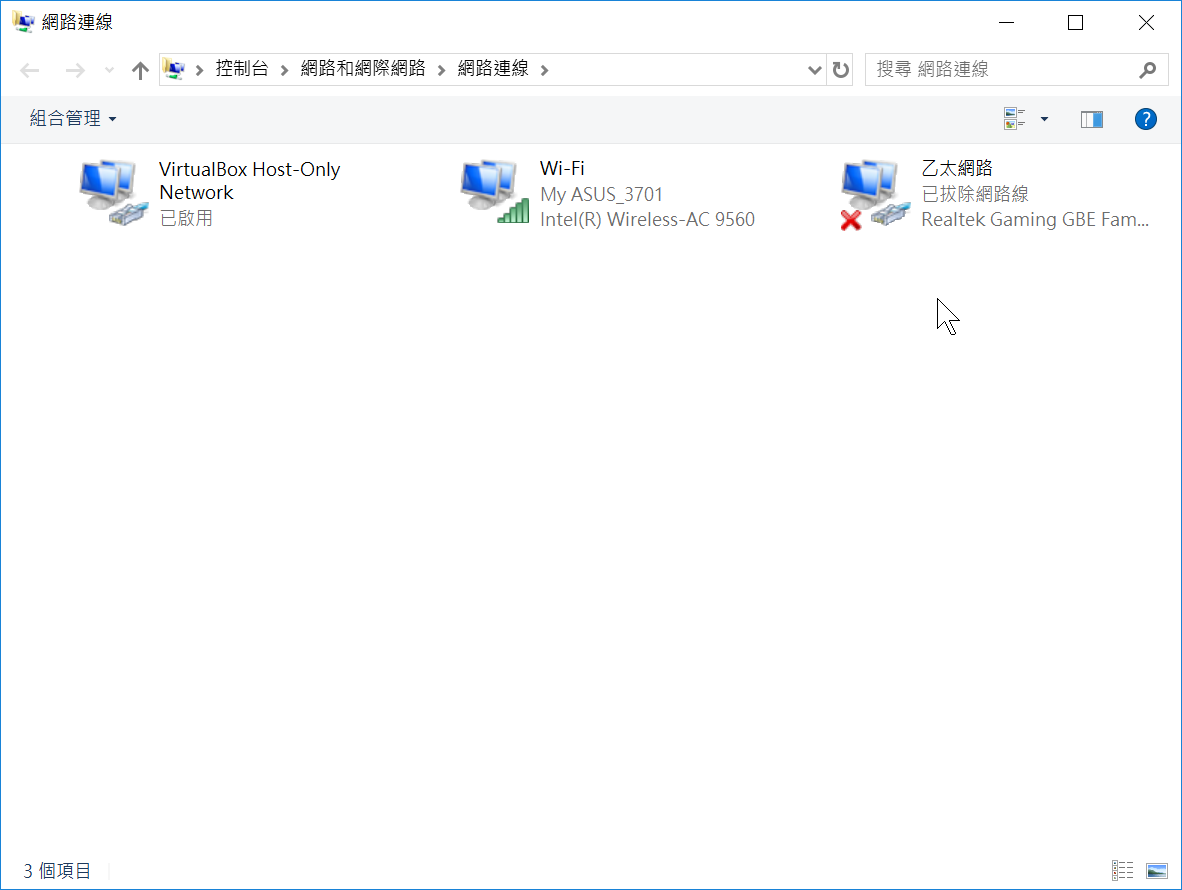 網路連線
控制台 網路和網際網路 網路連線
搜尋 網路連線
組合管理
?
VirtualBox Host-Only
Network
已啟用
Wi-Fi
My ASUS_3701
Intel(R) Wireless-AC 9560
乙太網路
已拔除網路線
Realtek Gaming GBE Fam...
3 個項目